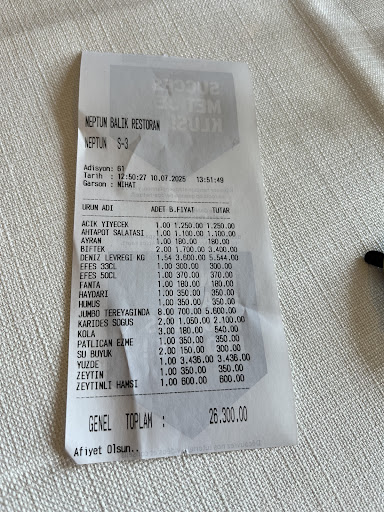 NEPTUN BALIK RESTORAN
NEPTUN S-3
Adisyon: 61
Tarih : 12:50:27 10.07.2025 13:51:49
Garson : NIHAT
URUN ADI ADET B.FIYAT TUTAR
ACIK YIYECEK 1.00 1.250.00 1.250.00
AHTAPOT SALATASI 1.00 1.100.00 1.100.00
AYRAN 1.00 180.00 180.00
BIFTEK 2.00 1.700.00 3.400.00
DENIZ LEVREGI KG 1.54 3.600.00 5.544.00
EFES 33CL 1.00 300.00 300.00
EFES 50CL 1.00 370.00 370.00
FANTA 1.00 180.00 180.00
HAYDARI 1.00 350.00 350.00
HUMUS 1.00 350.00 350.00
JUMBO TEREYAGINDA 8.00 700.00 5.600.00
KARIDES SOGUS 2.00 1.050.00 2.100.00
KOLA 3.00 180.00 540.00
PATLICAN EZME 1.00 350.00 350.00
SU BUYUK 2.00 150.00 300.00
YUZDE 1.00 3.436.00 3.436.00
ZEYTIN 1.00 350.00 350.00
ZEYTINLI HAMSI 1.00 600.00 600.00
GENEL TOPLAM : 26.300.00
Afiyet Olsun..